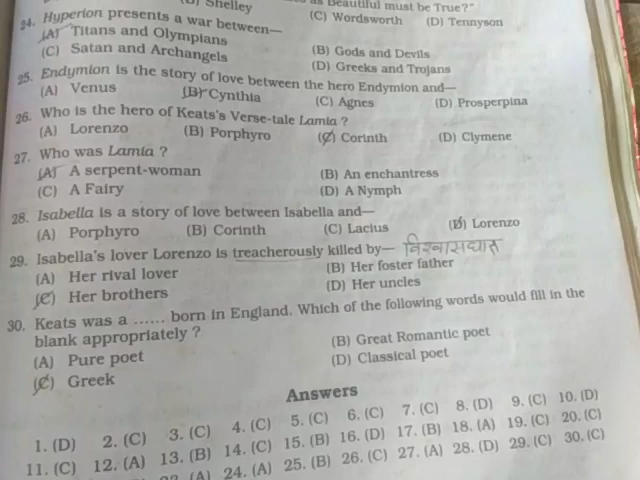 Shelley as Beautiful must be True?"
(C) Wordsworth (D) Tennyson
24. Hyperion presents a war between—
(A) Titans and Olympians
(B) Gods and Devils
(C) Satan and Archangels
(D) Greeks and Trojans
25. Endymion is the story of love between the hero Endymion and—
(A) Venus (B) Cynthia (C) Agnes (D) Prosperpina
26. Who is the hero of Keats's Verse-tale Lamia ?
(A) Lorenzo (B) Porphyro (C) Corinth (D) Clymene
27. Who was Lamia ?
(A) A serpent-woman (B) An enchantress
(C) A Fairy (D) A Nymph
28. Isabella is a story of love between Isabella and—
(A) Porphyro (B) Corinth (C) Lacius (D) Lorenzo
29. Isabella's lover Lorenzo is treacherously killed by— विश्वासघात
(A) Her rival lover (B) Her foster father
(C) Her brothers (D) Her uncles
30. Keats was a ...... born in England. Which of the following words would fill in the
blank appropriately ?
(A) Pure poet (B) Great Romantic poet
(C) Greek (D) Classical poet
Answers
1. (D) 2. (C) 3. (C) 4. (C) 5. (C) 6. (C) 7. (C) 8. (D) 9. (C) 10. (D)
11. (C) 12. (A) 13. (B) 14. (C) 15. (B) 16. (D) 17. (B) 18. (A) 19. (C) 20. (C)
(A) 24. (A) 25. (B) 26. (C) 27. (A) 28. (D) 29. (C) 30. (C)